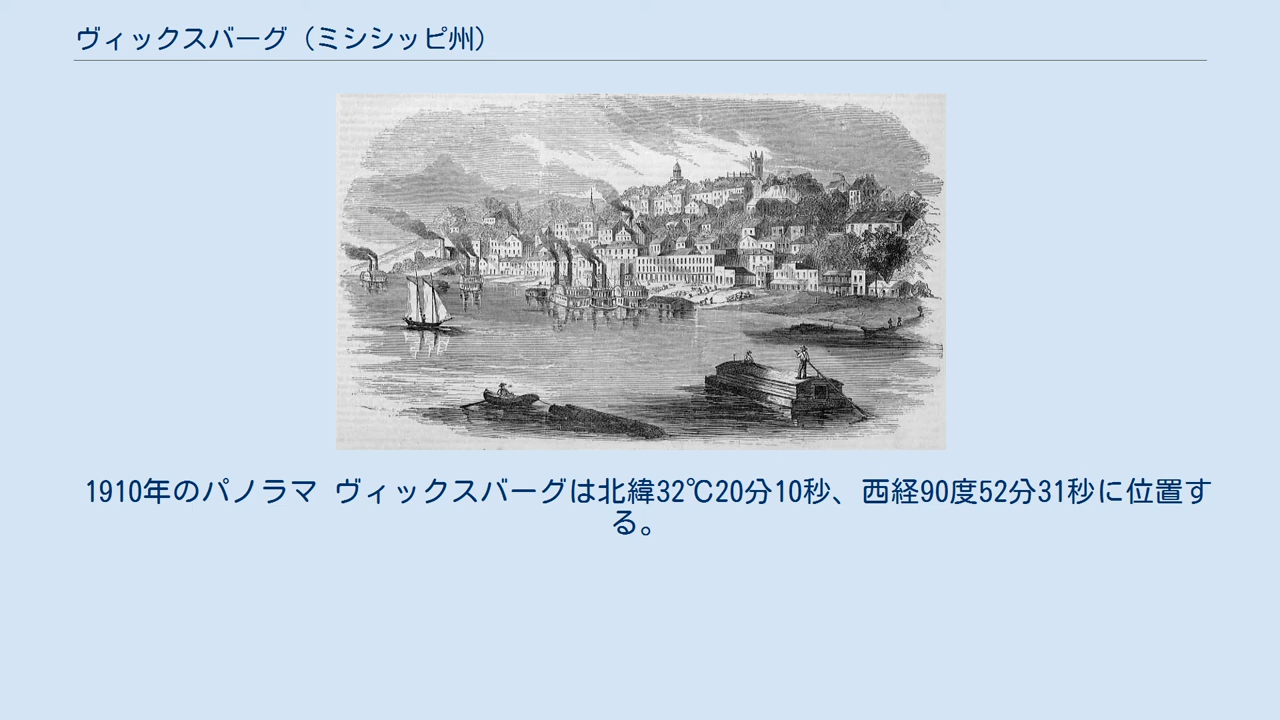 ヴィックスバーグ（ミシシッピ州）
1910年のパノラマ ヴィックスバーグは北緯32℃20分10秒、西経90度52分31秒に位置す
る。